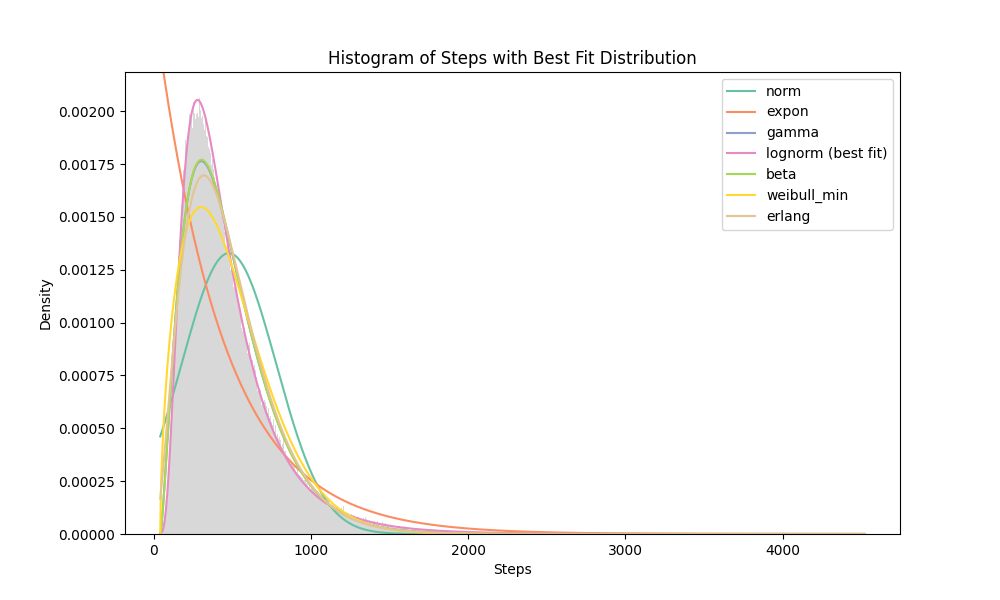 Histogram of Steps with Best Fit Distribution
norm
expon
gamma
lognorm (best fit)
beta
weibull_min
erlang
0.00200
0.00175
0.00150
0.00125
0.00100
0.00075
0.00050
0.00025
0.00000
Density
0 1000 2000 3000 4000
Steps